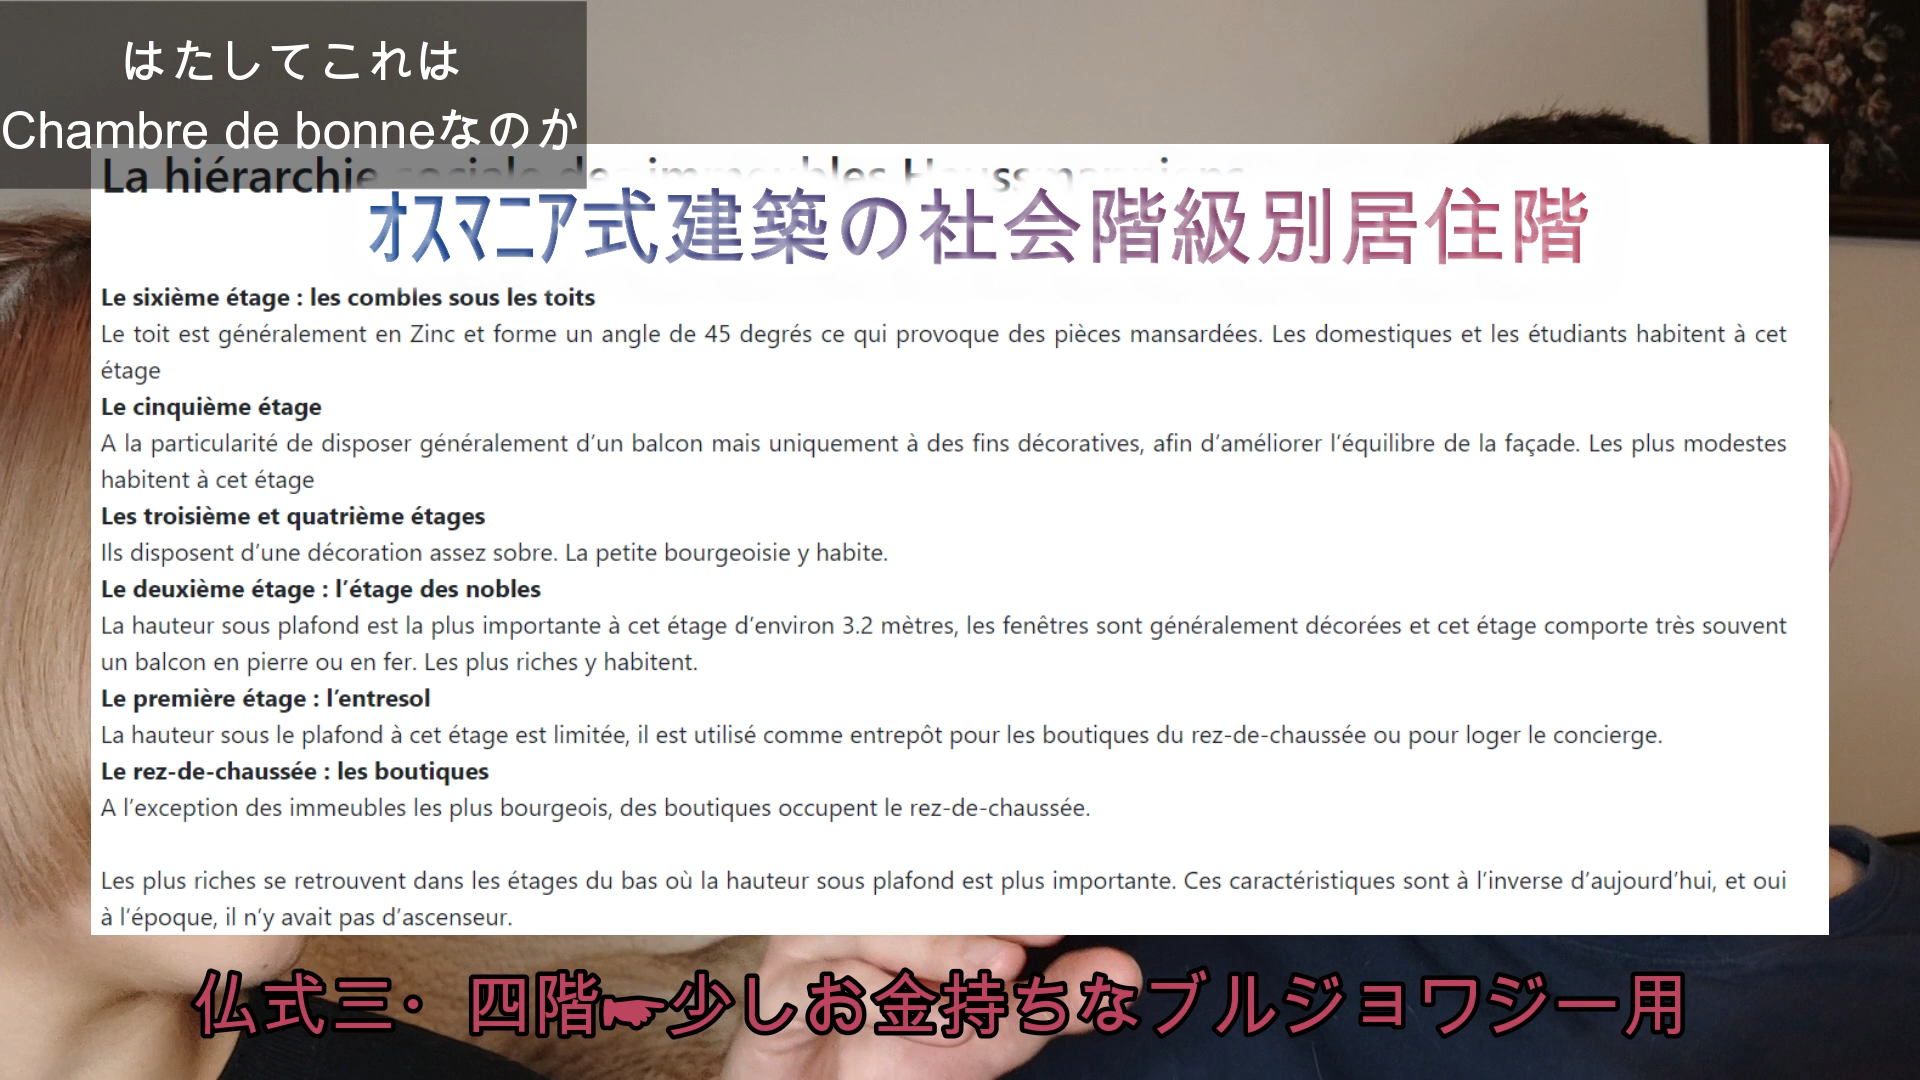 はたしてこれは
Chambre de bonneなのか
La hiérarchie sociale des immeubles Haussmanniens
オスマニア式建築の社会階級別居住階
Le sixième étage : les combles sous les toits
Le toit est généralement en Zinc et forme un angle de 45 degrés ce qui provoque des pièces mansardées. Les domestiques et les étudiants habitent à cet
étage
Le cinquième étage
A la particularité de disposer généralement d’un balcon mais uniquement à des fins décoratives, afin d’améliorer l’équilibre de la façade. Les plus modestes
habitent à cet étage
Les troisième et quatrième étages
Ils disposent d’une décoration assez sobre. La petite bourgeoisie y habite.
Le deuxième étage : l’étage des nobles
La hauteur sous plafond est la plus importante à cet étage d’environ 3.2 mètres, les fenêtres sont généralement décorées et cet étage comporte très souvent
un balcon en pierre ou en fer. Les plus riches y habitent.
Le première étage : l’entresol
La hauteur sous le plafond à cet étage est limitée, il est utilisé comme entrepôt pour les boutiques du rez-de-chaussée ou pour loger le concierge.
Le rez-de-chaussée : les boutiques
A l’exception des immeubles les plus bourgeois, des boutiques occupent le rez-de-chaussée.
Les plus riches se retrouvent dans les étages du bas où la hauteur sous plafond est plus importante. Ces caractéristiques sont à l’inverse d’aujourd’hui, et oui
à l’époque, il n’y avait pas d’ascenseur.
仏式三・四階☛少しお金持ちなブルジョワジー用